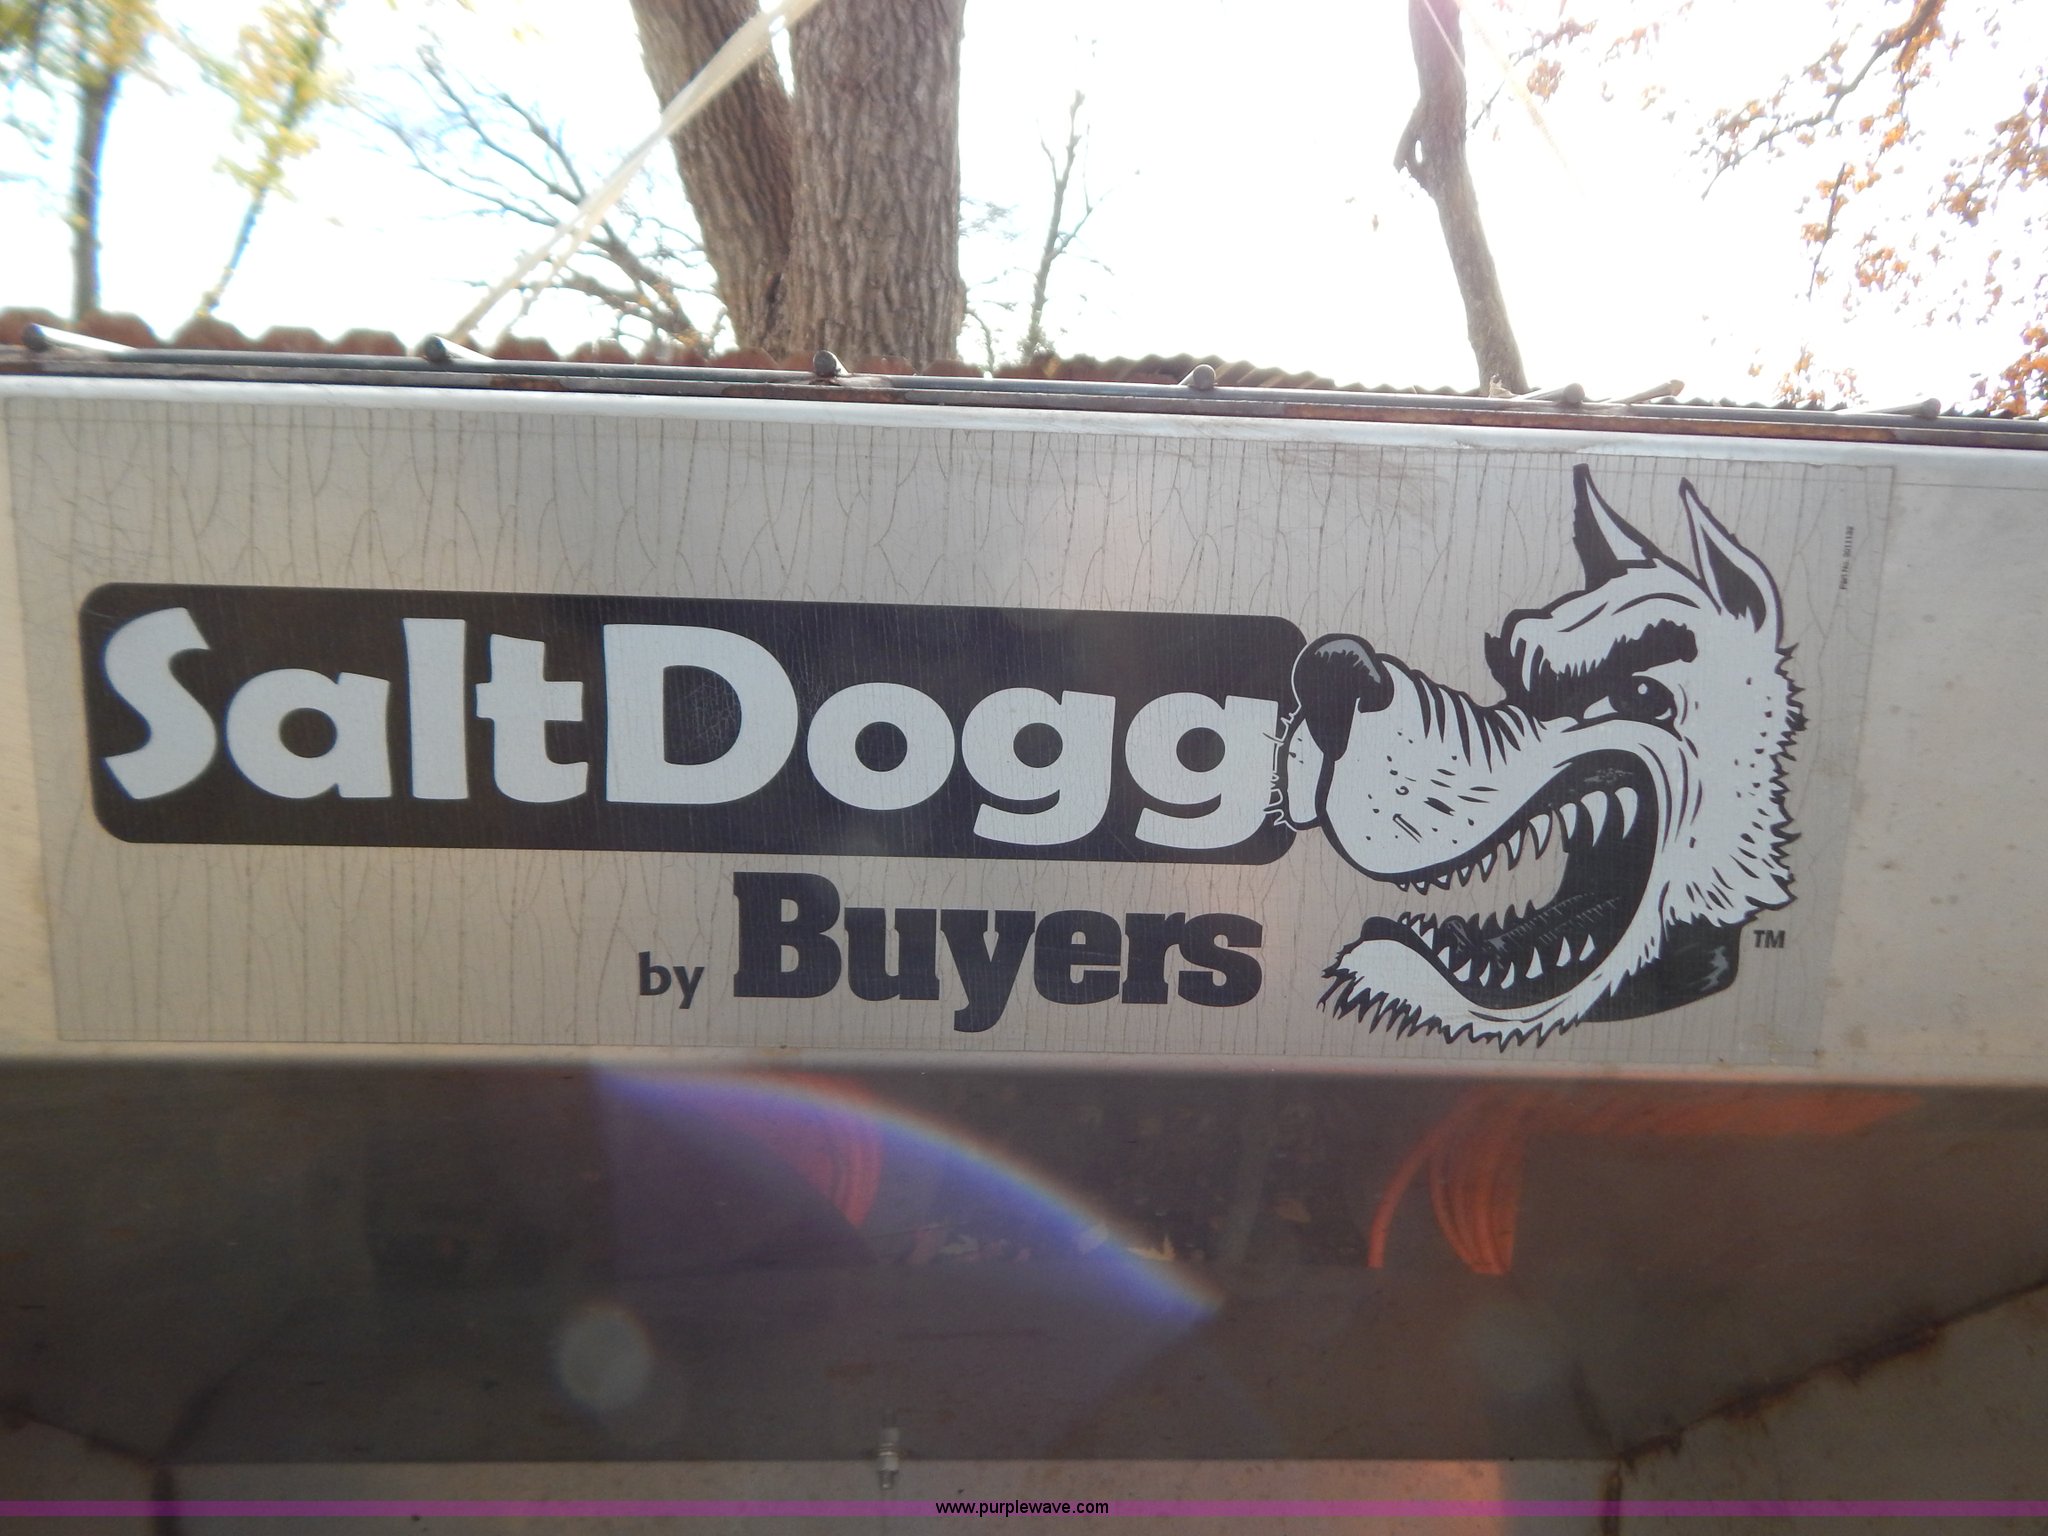 SaltDogg
by Buyers
TM
www.purplewave.com